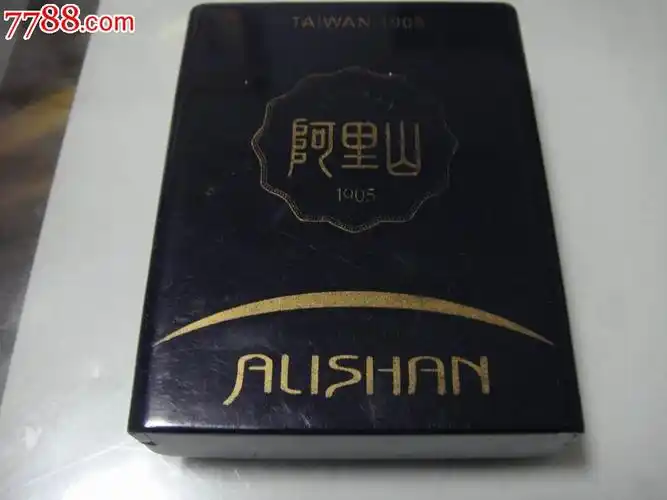 7788.com
TAIWAN 1905
阿里山
1905
ALISHAN